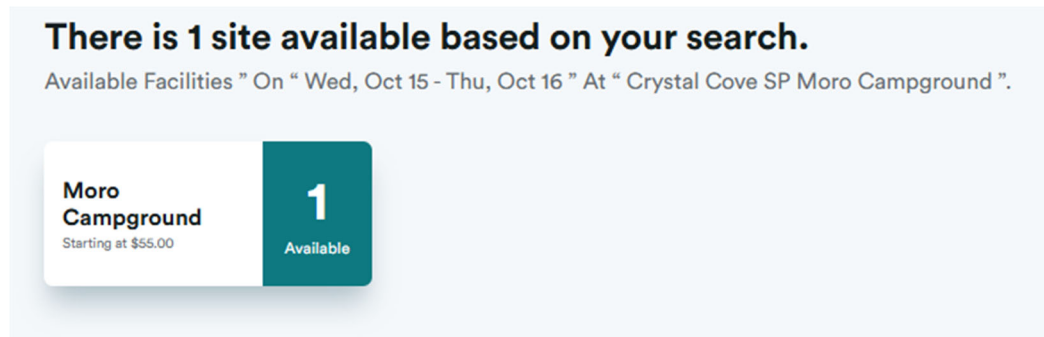 There is 1 site available based on your search.
Available Facilities ” On “ Wed, Oct 15 - Thu, Oct 16 ” At “ Crystal Cove SP Moro Campground ”.
Moro
Campground
Starting at $55.00
1
Available